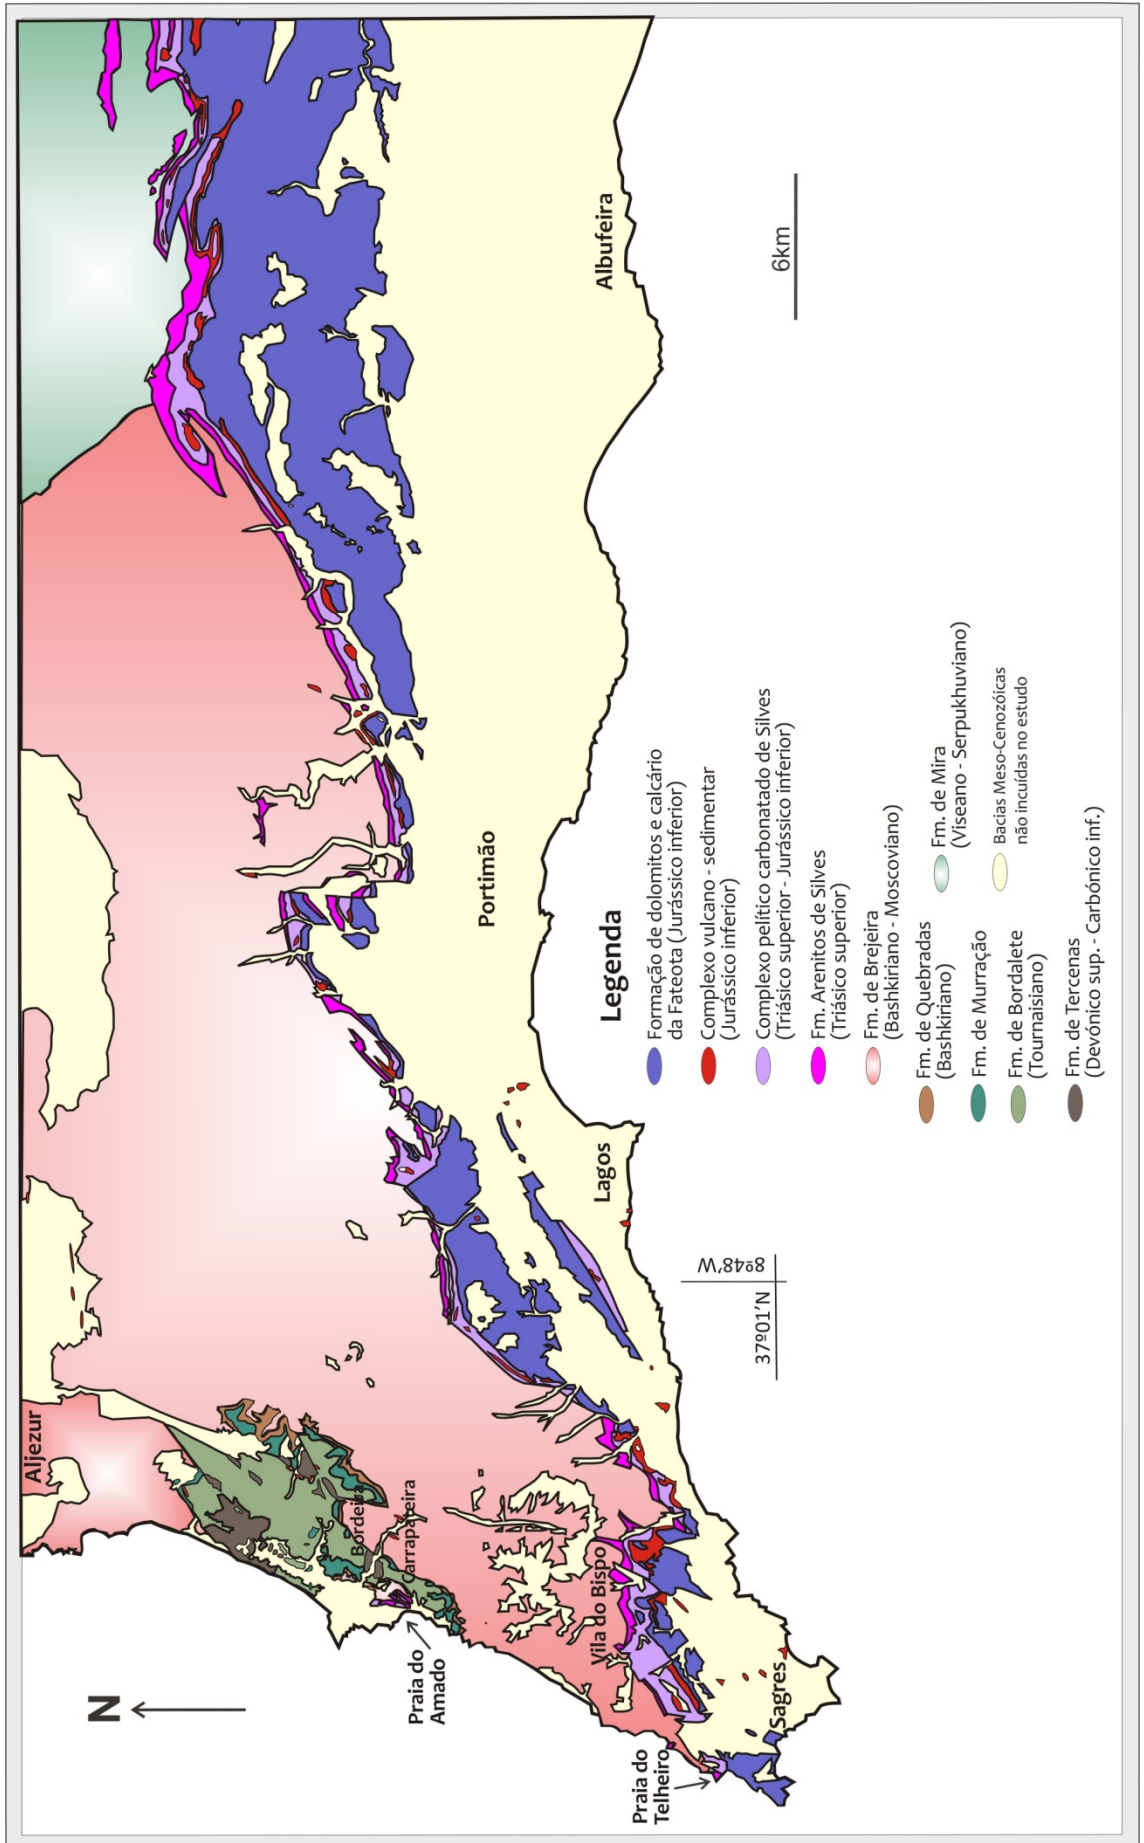 N
Aljezur
Bordeira
Carrapateira
Praia do
Amado
Vila do Bispo
Praia do
Telheiro
Sagres
Lagos
Portimão
Albufeira
37º01’N
8º48’W
6km
Legenda
Formação de dolomitos e calcário
da Fateota (Jurássico inferior)
Complexo vulcano - sedimentar
(Jurássico inferior)
Complexo pelítico carbonatado de Silves
(Triásico superior - Jurássico inferior)
Fm. Arenitos de Silves
(Triásico superior)
Fm. de Brejeira
(Bashkiriano - Moscoviano)
Fm. de Quebradas
(Bashkiriano)
Fm. de Murração
Fm. de Bordalete
(Tournaisiano)
Fm. de Tercenas
(Devónico sup. - Carbónico inf.)
Fm. de Mira
(Viseano - Serpukhuviano)
Bacias Meso-Cenozóicas
não incuídas no estudo